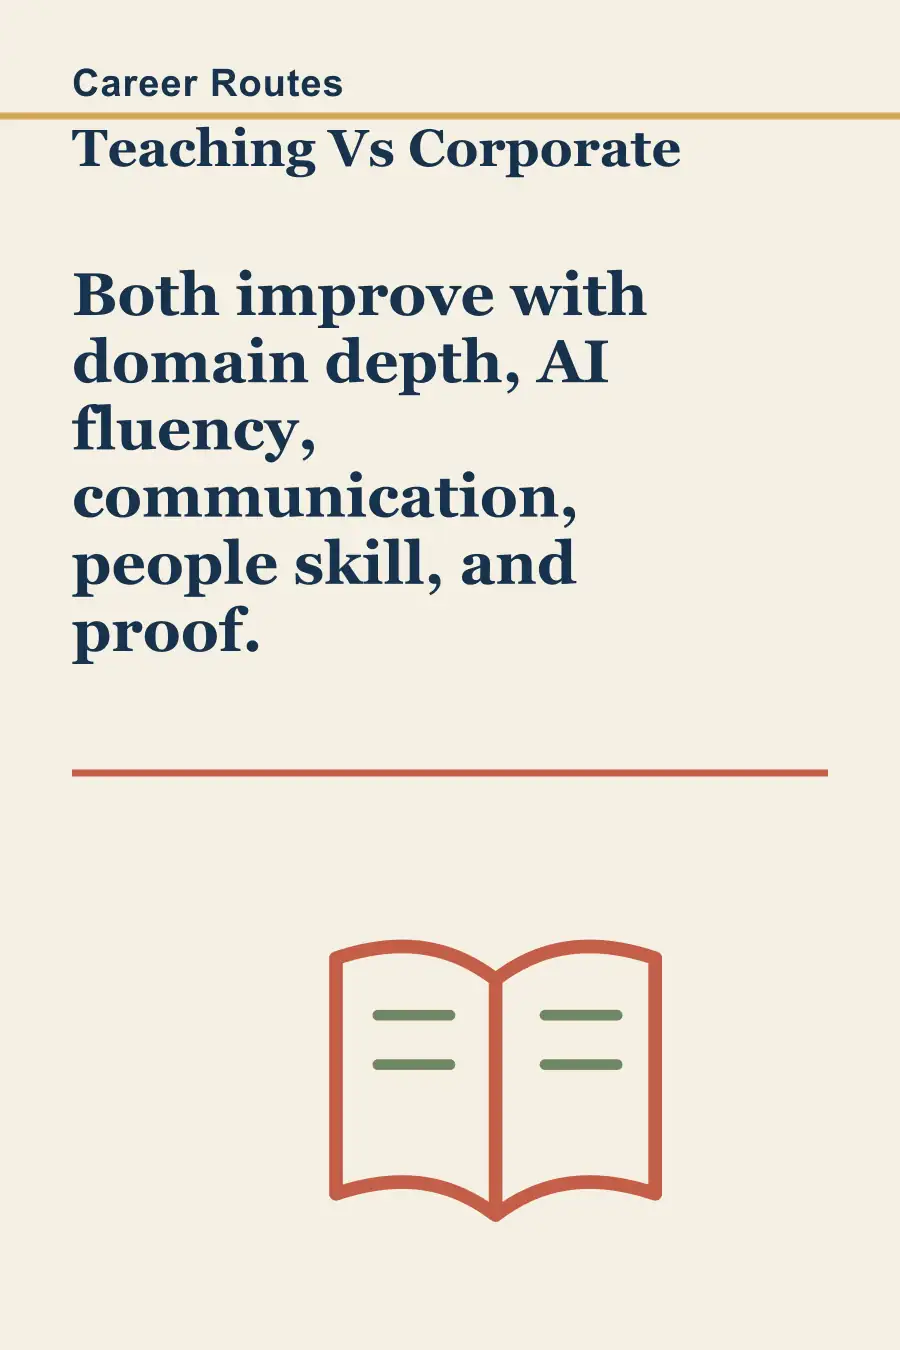 Career Routes
Teaching Vs Corporate
Both improve with
domain depth, AI
fluency,
communication,
people skill, and
proof.